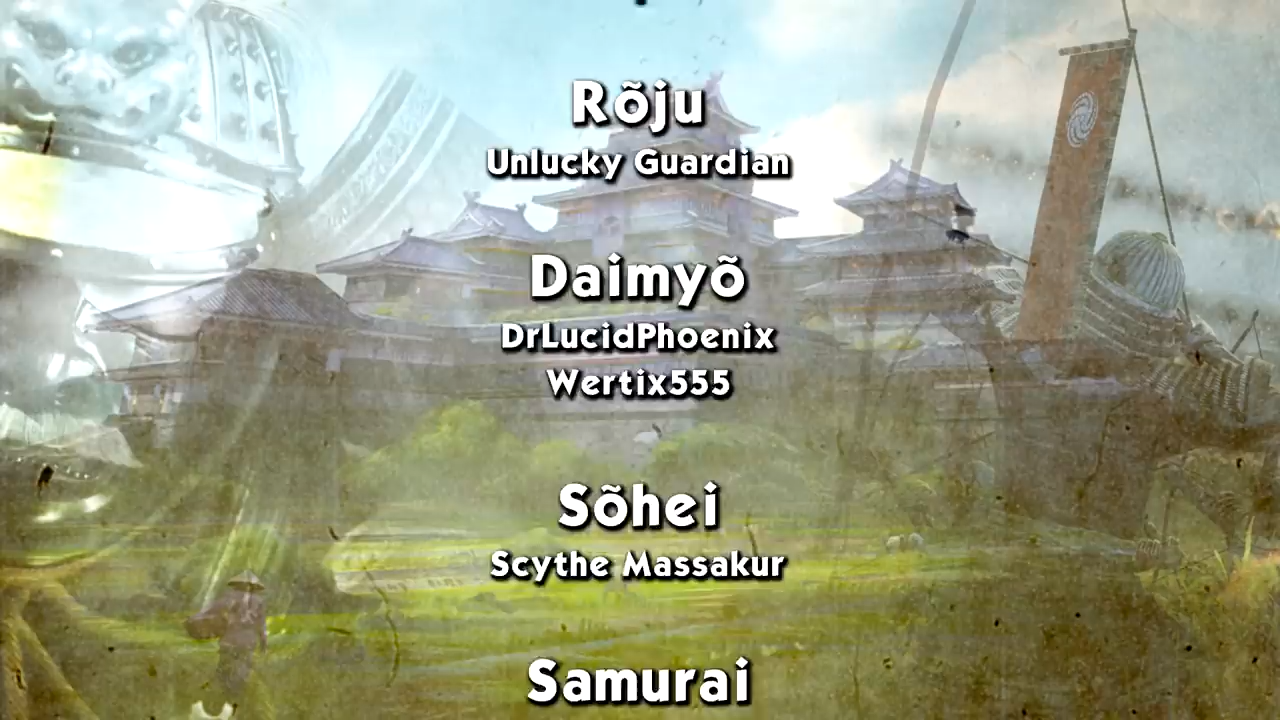 Rõju
Unlucky Guardian
Daimyõ
DrLucidPhoenix
Wertix555
Sõhei
Scythe Massakur
Samurai